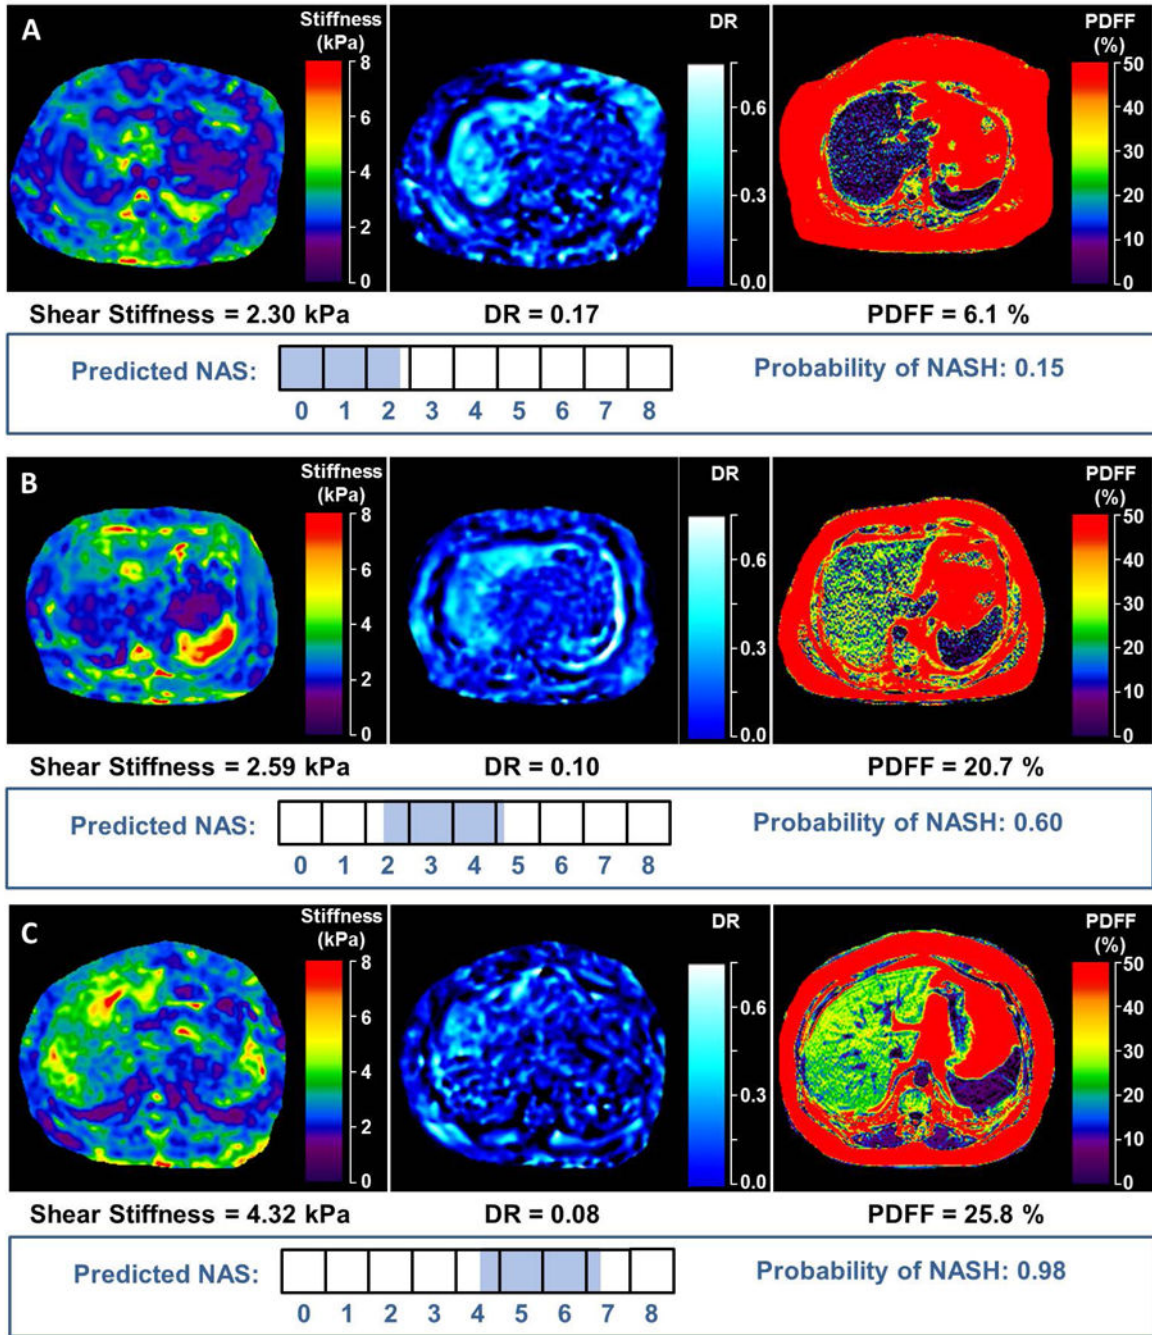 A
Stiffness
(kPa)
8
6
4
2
0
DR
0.6
0.3
0.0
PDFF
(%)
50
40
30
20
10
0
Shear Stiffness = 2.30 kPa
DR = 0.17
PDFF = 6.1 %
Predicted NAS:
0 1 2 3 4 5 6 7 8
Probability of NASH: 0.15
B
Stiffness
(kPa)
8
6
4
2
0
DR
0.6
0.3
0.0
PDFF
(%)
50
40
30
20
10
0
Shear Stiffness = 2.59 kPa
DR = 0.10
PDFF = 20.7 %
Predicted NAS:
0 1 2 3 4 5 6 7 8
Probability of NASH: 0.60
C
Stiffness
(kPa)
8
6
4
2
0
DR
0.6
0.3
0.0
PDFF
(%)
50
40
30
20
10
0
Shear Stiffness = 4.32 kPa
DR = 0.08
PDFF = 25.8 %
Predicted NAS:
0 1 2 3 4 5 6 7 8
Probability of NASH: 0.98